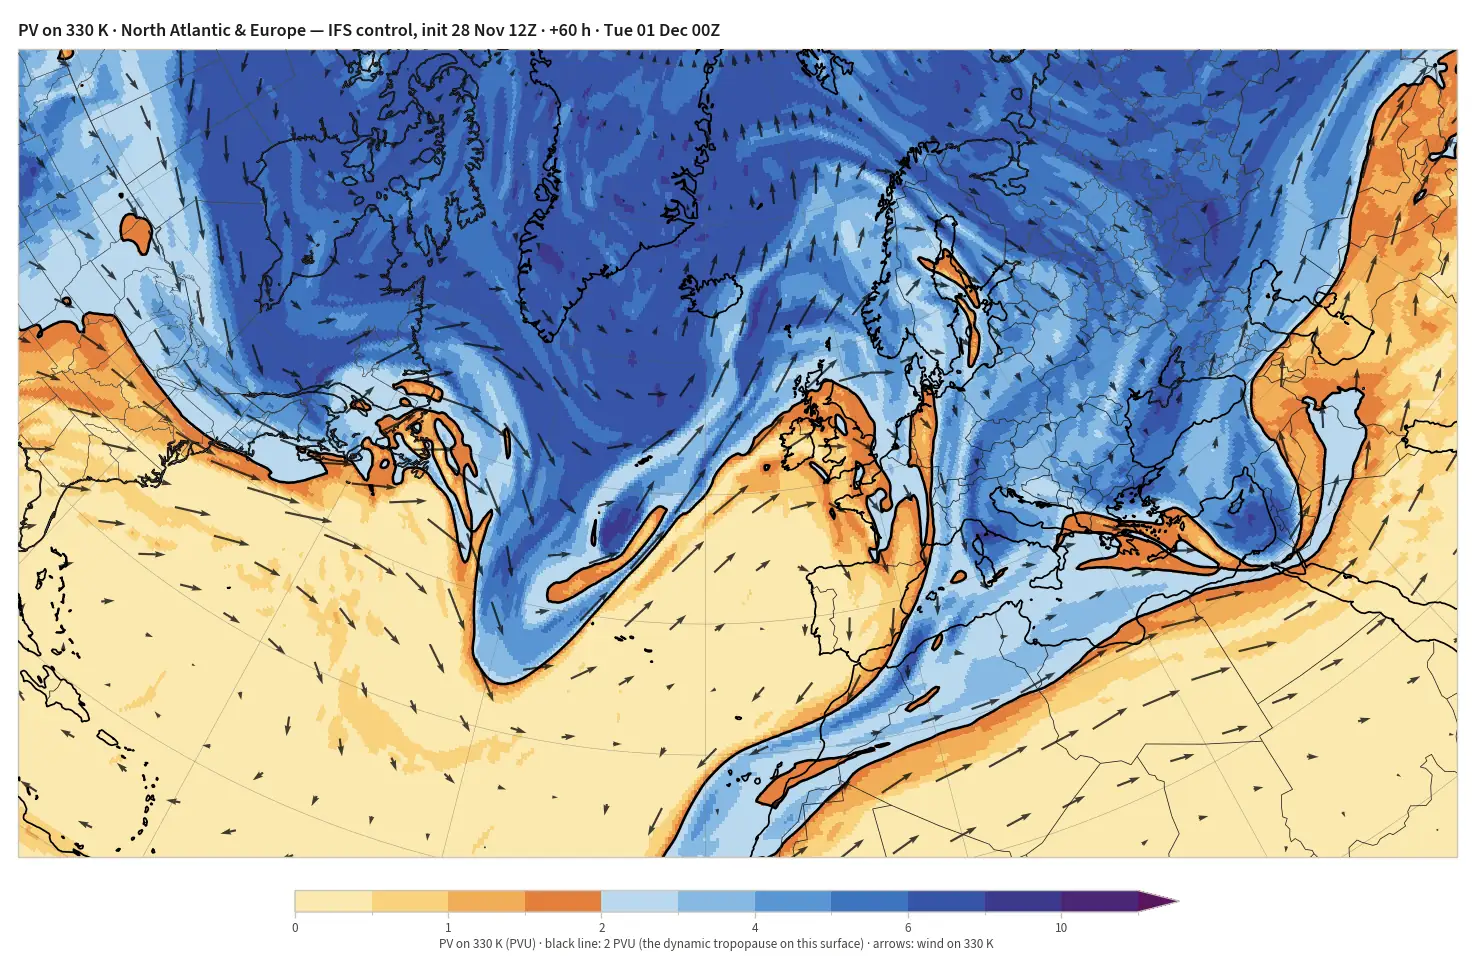 PV on 330 K · North Atlantic & Europe — IFS control, init 28 Nov 12Z · +60 h · Tue 01 Dec 00Z
0 1 2 4 6 10
PV on 330 K (PVU) · black line: 2 PVU (the dynamic tropopause on this surface) · arrows: wind on 330 K